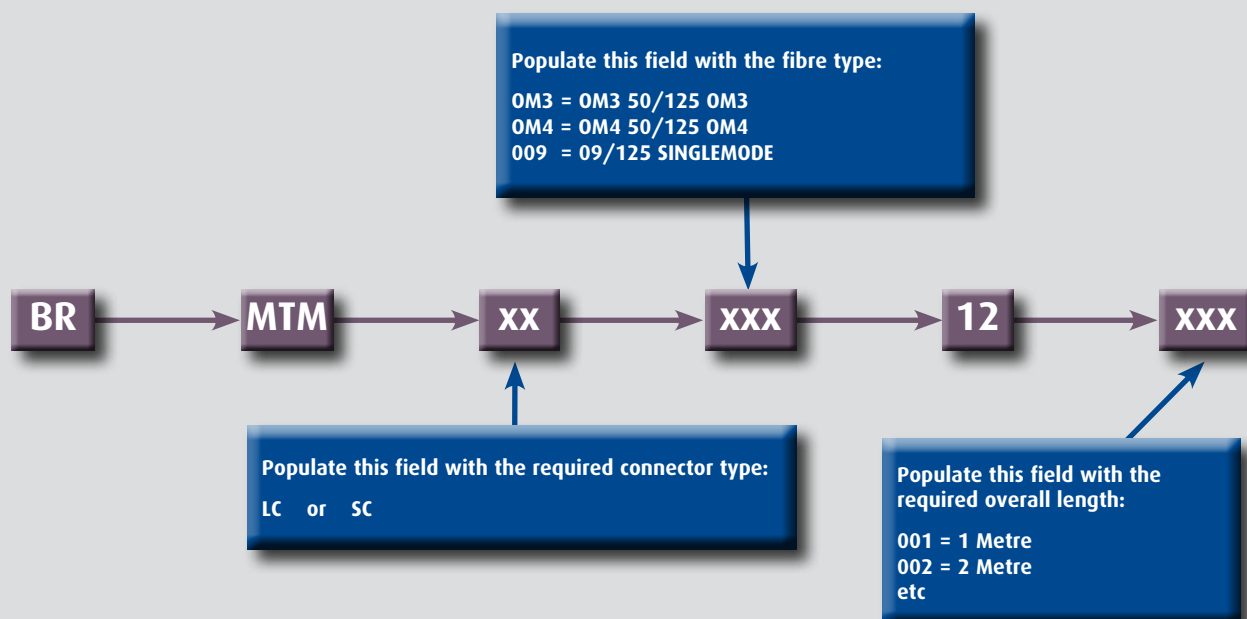 Populate this field with the fibre type:
OM3 = OM3 50/125 OM3
OM4 = OM4 50/125 OM4
009 = 09/125 SINGLEMODE
BR MTM xx xxx 12 xxx
Populate this field with the required connector type:
LC or SC
Populate this field with the
required overall length:
001 = 1 Metre
002 = 2 Metre
etc